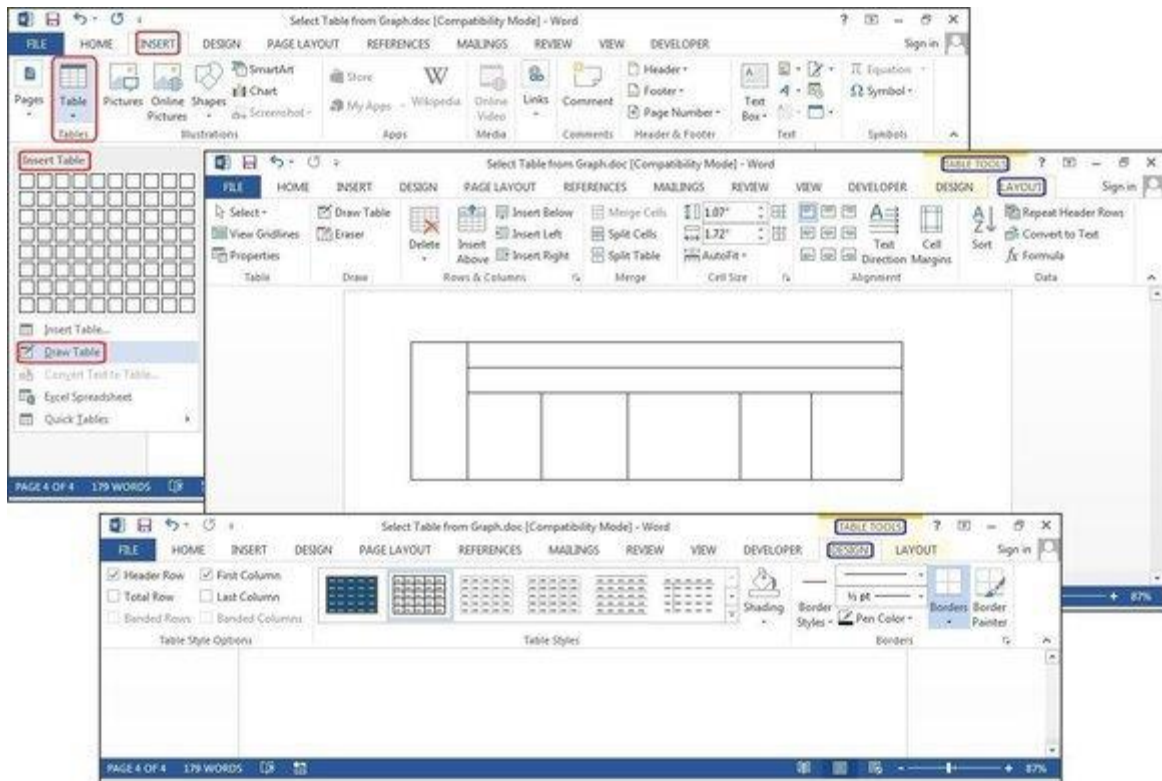 Select Table from Graph.doc [Compatibility Mode] - Word
FILE HOME INSERT DESIGN PAGE LAYOUT REFERENCES MAILINGS REVIEW VIEW DEVELOPER Sign in
Pages Table Pictures Online Pictures Shapes SmartArt Chart Screenshot Store My Apps Wikipedia Online Video Links Comment Header Footer Page Number Text Box Equation Symbol
Tables Illustrations Apps Media Comments Header & Footer Text Symbols
Insert Table
Insert Table...
Draw Table
Convert Text to Table...
Excel Spreadsheet
Quick Tables
PAGE 4 OF 4 179 WORDS
Select Table from Graph.doc [Compatibility Mode] - Word TABLE TOOLS
FILE HOME INSERT DESIGN PAGE LAYOUT REFERENCES MAILINGS REVIEW VIEW DEVELOPER DESIGN LAYOUT Sign in
Select Draw Table Insert Below Merge Cells 1.07" Repeat Header Rows
View Gridlines Eraser Delete Insert Above Insert Left Split Cells 1.72" Text Direction Cell Margins Sort Convert to Text
Properties Insert Right Split Table AutoFit Formula
Table Draw Rows & Columns Merge Cell Size Alignment Data
87%
Select Table from Graph.doc [Compatibility Mode] - Word TABLE TOOLS
FILE HOME INSERT DESIGN PAGE LAYOUT REFERENCES MAILINGS REVIEW VIEW DEVELOPER DESIGN LAYOUT Sign in
Header Row First Column
Total Row Last Column Shading Border Styles ½ pt Borders Border Painter
Banded Rows Banded Columns Pen Color
Table Style Options Table Styles Borders
PAGE 4 OF 4 179 WORDS 87%